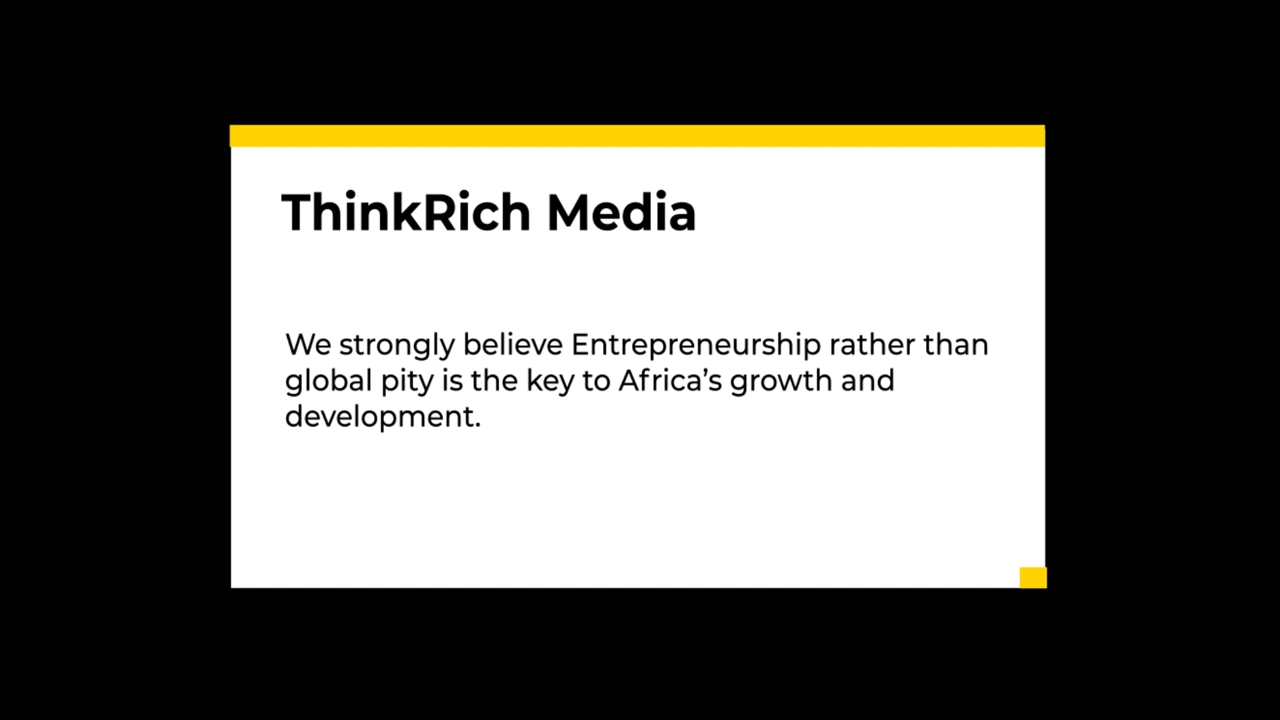 ThinkRich Media
We strongly believe Entrepreneurship rather than
global pity is the key to Africa’s growth and
development.